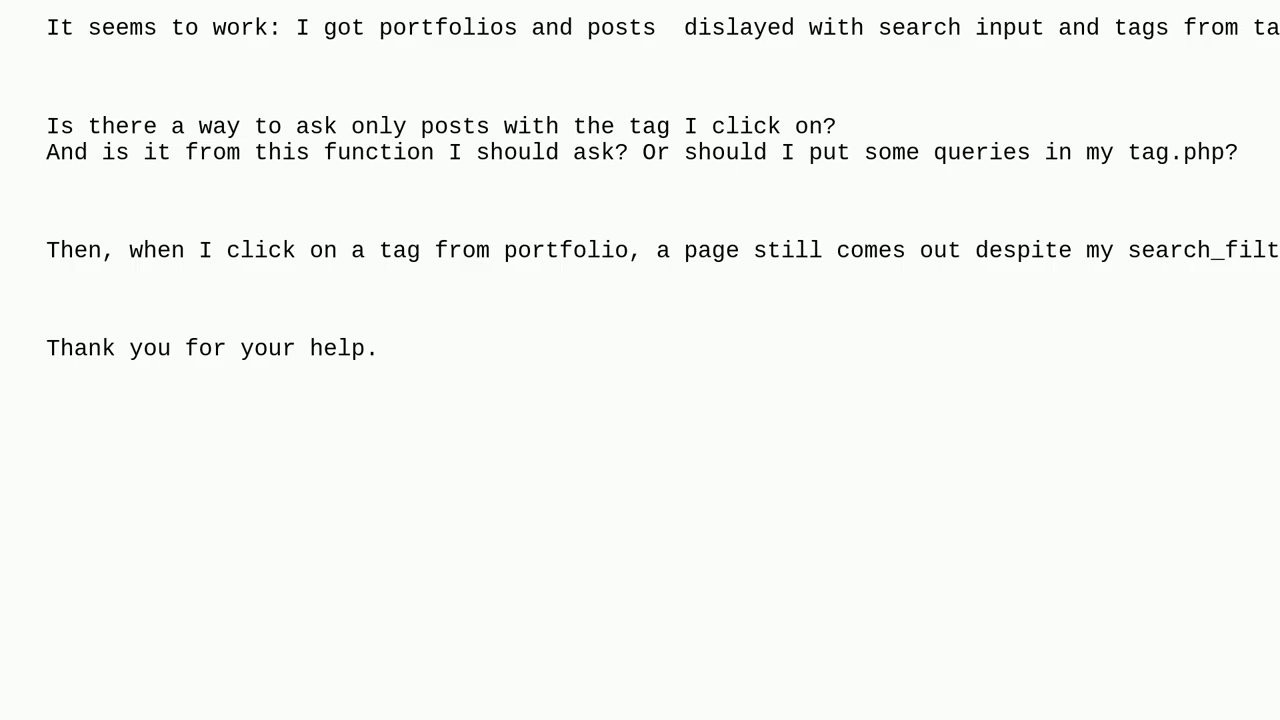 It seems to work: I got portfolios and posts  dislayed with search input and tags from
Is there a way to ask only posts with the tag I click on?
And is it from this function I should ask? Or should I put some queries in my tag.php?
Then, when I click on a tag from portfolio, a page still comes out despite my
Thank you for your help.